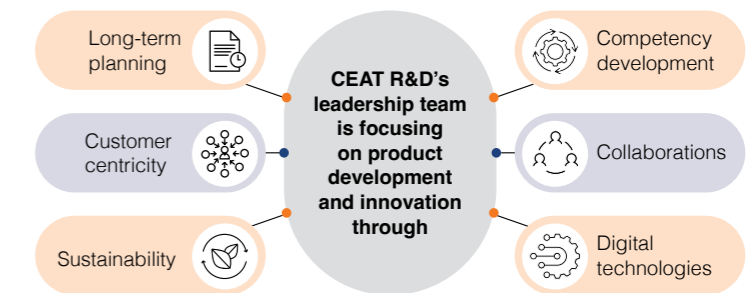 Long-term
planning
Customer
centricity
Sustainability
CEAT R&D's
leadership team
is focusing
on product
development
and innovation
through
Competency
development
Collaborations
Digital
technologies